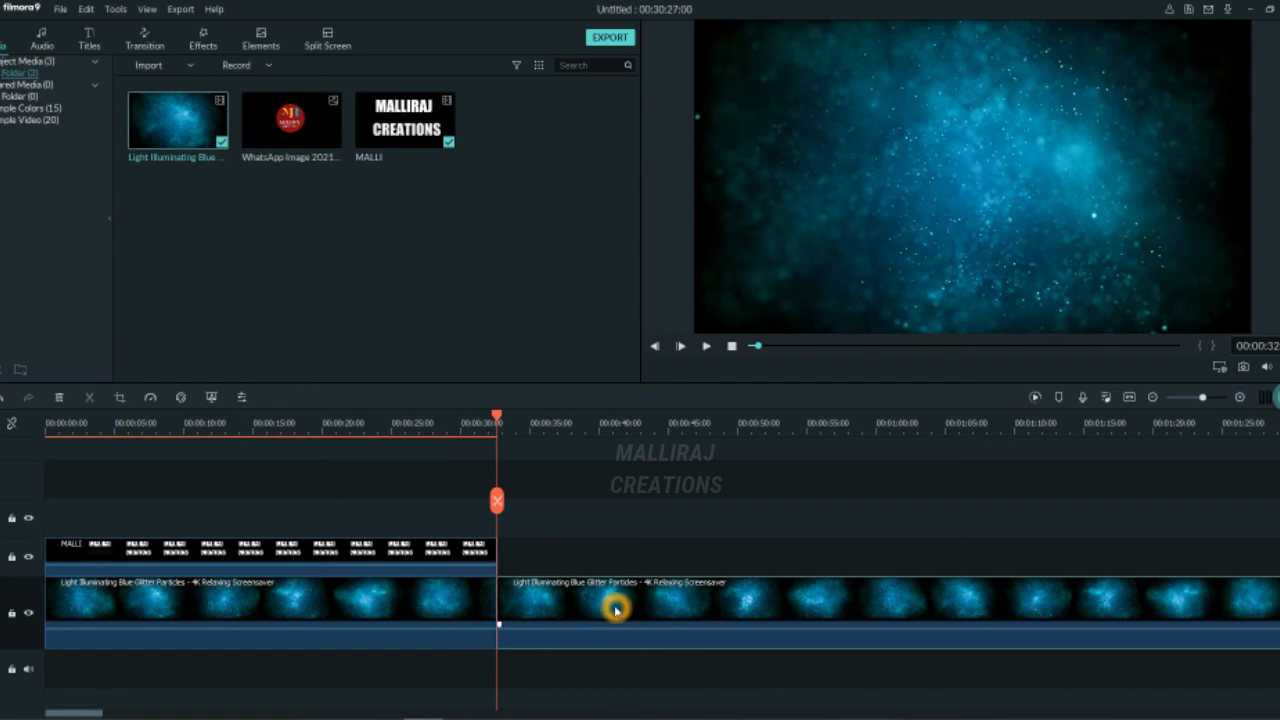 filmora9 File Edit Tools View Export Help Untitled : 00:30:27:00
Audio Titles Transition Effects Elements Split Screen EXPORT
ject Media (3)
Folder (3)
ared Media (0)
Folder (0)
mple Colors (15)
mple Video (20)
Import Record Search
MALLIRAJ
CREATIONS
Light Illuminating Blue ... WhatsApp Image 2021... MALLI
00:00:32
00:00:00:00 00:00:05:00 00:00:10:00 00:00:15:00 00:00:20:00 00:00:25:00 00:00:30:00 00:00:35:00 00:00:40:00 00:00:45:00 00:00:50:00 00:00:55:00 00:01:00:00 00:01:05:00 00:01:10:00 00:01:15:00 00:01:20:00 00:01:25:00
MALLIRAJ
CREATIONS
MALLI
Light Illuminating Blue Glitter Particles - 4K Relaxing Screensaver Light Illuminating Blue Glitter Particles - 4K Relaxing Screensaver